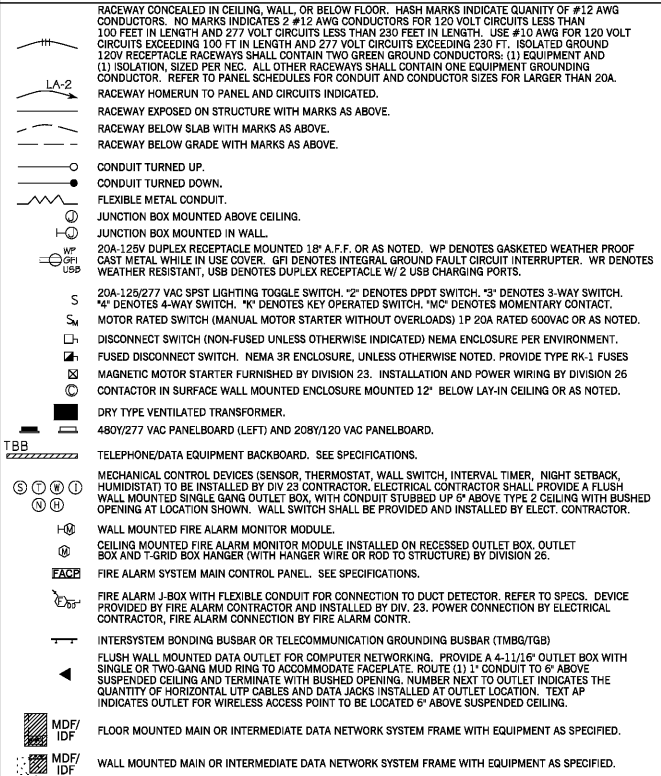 RACEWAY CONCEALED IN CEILING, WALL, OR BELOW FLOOR. HASH MARKS INDICATE QUANITY OF #12 AWG
CONDUCTORS. NO MARKS INDICATES 2 #12 AWG CONDUCTORS FOR 120 VOLT CIRCUITS LESS THAN
100 FEET IN LENGTH AND 277 VOLT CIRCUITS LESS THAN 230 FEET IN LENGTH. USE #10 AWG FOR 120 VOLT
CIRCUITS EXCEEDING 100 FT IN LENGTH AND 277 VOLT CIRCUITS EXCEEDING 230 FT. ISOLATED GROUND
120V RECEPTACLE RACEWAYS SHALL CONTAIN TWO GREEN GROUND CONDUCTORS: (1) EQUIPMENT AND
(1) ISOLATION, SIZED PER NEC. ALL OTHER RACEWAYS SHALL CONTAIN ONE EQUIPMENT GROUNDING
CONDUCTOR. REFER TO PANEL SCHEDULES FOR CONDUIT AND CONDUCTOR SIZES FOR LARGER THAN 20A.
LA-2
RACEWAY HOMERUN TO PANEL AND CIRCUITS INDICATED.
RACEWAY EXPOSED ON STRUCTURE WITH MARKS AS ABOVE.
RACEWAY BELOW SLAB WITH MARKS AS ABOVE.
RACEWAY BELOW GRADE WITH MARKS AS ABOVE.
CONDUIT TURNED UP.
CONDUIT TURNED DOWN.
FLEXIBLE METAL CONDUIT.
J JUNCTION BOX MOUNTED ABOVE CEILING.
J JUNCTION BOX MOUNTED IN WALL.
WP
GFI
USB
20A-125V DUPLEX RECEPTACLE MOUNTED 18" A.F.F. OR AS NOTED. WP DENOTES GASKETED WEATHER PROOF
CAST METAL WHILE IN USE COVER. GFI DENOTES INTEGRAL GROUND FAULT CIRCUIT INTERRUPTER. WR DENOTES
WEATHER RESISTANT, USB DENOTES DUPLEX RECEPTACLE W/ 2 USB CHARGING PORTS.
S 20A-125/277 VAC SPST LIGHTING TOGGLE SWITCH. "2" DENOTES DPDT SWITCH. "3" DENOTES 3-WAY SWITCH.
"4" DENOTES 4-WAY SWITCH. "K" DENOTES KEY OPERATED SWITCH. "MC" DENOTES MOMENTARY CONTACT.
SM MOTOR RATED SWITCH (MANUAL MOTOR STARTER WITHOUT OVERLOADS) 1P 20A RATED 600VAC OR AS NOTED.
DISCONNECT SWITCH (NON-FUSED UNLESS OTHERWISE INDICATED) NEMA ENCLOSURE PER ENVIRONMENT.
FUSED DISCONNECT SWITCH. NEMA 3R ENCLOSURE, UNLESS OTHERWISE NOTED. PROVIDE TYPE RK-1 FUSES
MAGNETIC MOTOR STARTER FURNISHED BY DIVISION 23. INSTALLATION AND POWER WIRING BY DIVISION 26
C CONTACTOR IN SURFACE WALL MOUNTED ENCLOSURE MOUNTED 12" BELOW LAY-IN CEILING OR AS NOTED.
DRY TYPE VENTILATED TRANSFORMER.
480Y/277 VAC PANELBOARD (LEFT) AND 208Y/120 VAC PANELBOARD.
TBB
TELEPHONE/DATA EQUIPMENT BACKBOARD. SEE SPECIFICATIONS.
S T W I
N H
MECHANICAL CONTROL DEVICES (SENSOR, THERMOSTAT, WALL SWITCH, INTERVAL TIMER, NIGHT SETBACK,
HUMIDISTAT) TO BE INSTALLED BY DIV 23 CONTRACTOR. ELECTRICAL CONTRACTOR SHALL PROVIDE A FLUSH
WALL MOUNTED SINGLE GANG OUTLET BOX, WITH CONDUIT STUBBED UP 6" ABOVE TYPE 2 CEILING WITH BUSHED
OPENING AT LOCATION SHOWN. WALL SWITCH SHALL BE PROVIDED AND INSTALLED BY ELECT. CONTRACTOR.
M WALL MOUNTED FIRE ALARM MONITOR MODULE.
M CEILING MOUNTED FIRE ALARM MONITOR MODULE INSTALLED ON RECESSED OUTLET BOX. OUTLET
BOX AND T-GRID BOX HANGER (WITH HANGER WIRE OR ROD TO STRUCTURE) BY DIVISION 26.
FACP FIRE ALARM SYSTEM MAIN CONTROL PANEL. SEE SPECIFICATIONS.
FIRE ALARM J-BOX WITH FLEXIBLE CONDUIT FOR CONNECTION TO DUCT DETECTOR. REFER TO SPECS. DEVICE
PROVIDED BY FIRE ALARM CONTRACTOR AND INSTALLED BY DIV. 23. POWER CONNECTION BY ELECTRICAL
CONTRACTOR, FIRE ALARM CONNECTION BY FIRE ALARM CONTR.
INTERSYSTEM BONDING BUSBAR OR TELECOMMUNICATION GROUNDING BUSBAR (TMBG/TGB)
FLUSH WALL MOUNTED DATA OUTLET FOR COMPUTER NETWORKING. PROVIDE A 4-11/16" OUTLET BOX WITH
SINGLE OR TWO-GANG MUD RING TO ACCOMMODATE FACEPLATE. ROUTE (1) 1" CONDUIT TO 6" ABOVE
SUSPENDED CEILING AND TERMINATE WITH BUSHED OPENING. NUMBER NEXT TO OUTLET INDICATES THE
QUANTITY OF HORIZONTAL UTP CABLES AND DATA JACKS INSTALLED AT OUTLET LOCATION. TEXT AP
INDICATES OUTLET FOR WIRELESS ACCESS POINT TO BE LOCATED 6" ABOVE SUSPENDED CEILING.
MDF/
IDF
FLOOR MOUNTED MAIN OR INTERMEDIATE DATA NETWORK SYSTEM FRAME WITH EQUIPMENT AS SPECIFIED.
MDF/
IDF
WALL MOUNTED MAIN OR INTERMEDIATE DATA NETWORK SYSTEM FRAME WITH EQUIPMENT AS SPECIFIED.